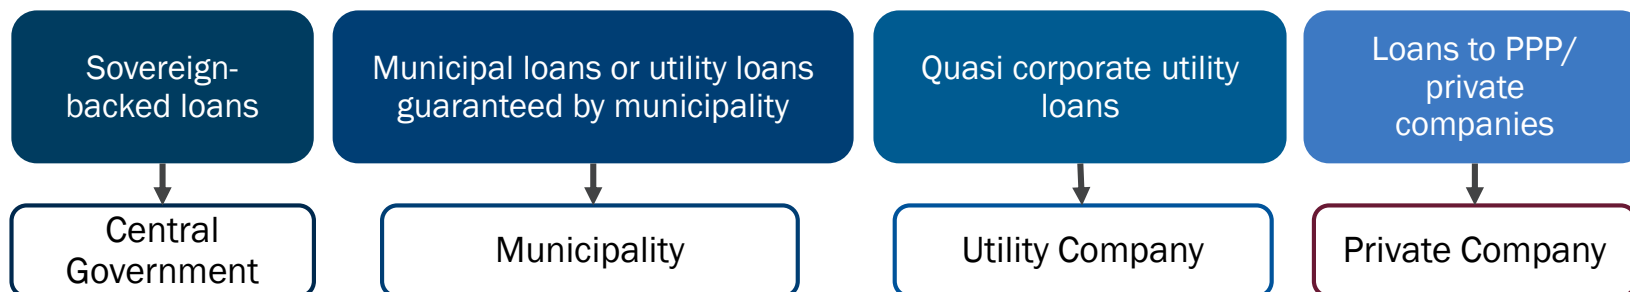 Sovereign-
backed loans
Municipal loans or utility loans
guaranteed by municipality
Quasi corporate utility
loans
Loans to PPP/
private
companies
Central
Government
Municipality
Utility Company
Private Company